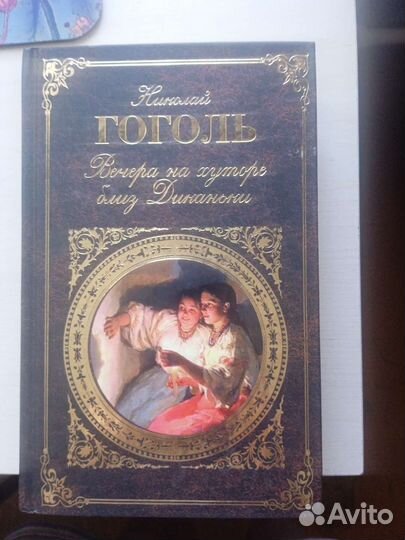 Николай
ГОГОЛЬ
Вечера на хуторе
близ Диканьки
Avito